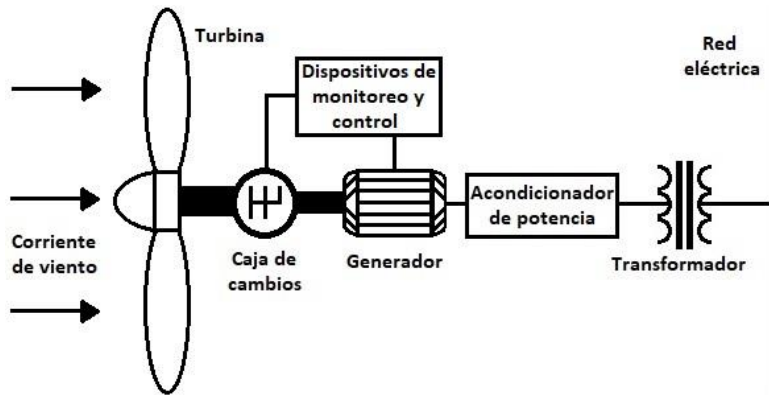 Turbina
Dispositivos de
monitoreo y
control
Red
eléctrica
Acondicionador
de potencia
Corriente
de viento
Caja de
cambios
Generador
Transformador